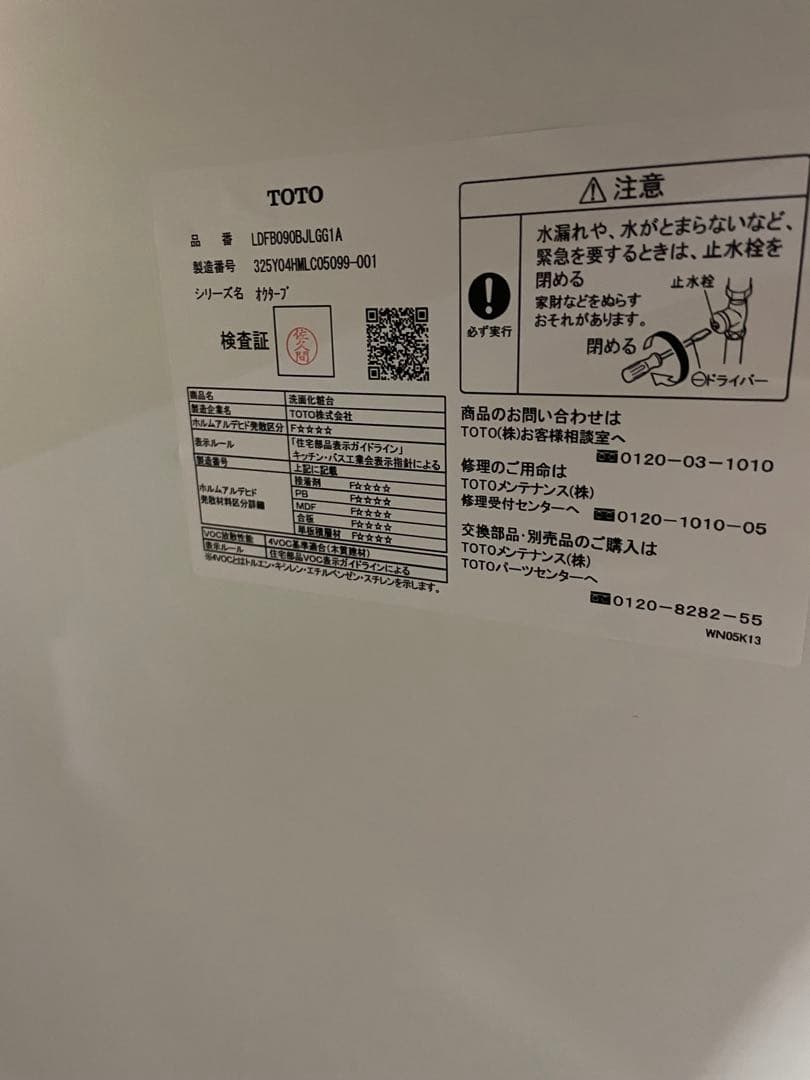 TOTO
品 番 LDFB090BJLGG1A
製造番号 325Y04HMLC05099-001
シリーズ名 ｵｸﾀｰﾌﾞ
検査証
佐久間
商品名 洗面化粧台
製造企業名 TOTO株式会社
ホルムアルデヒド発散区分 F☆☆☆☆
表示ルール 「住宅部品表示ガイドライン」
キッチン・バス工業会表示指針による
製造番号 上記に記載
ホルムアルデヒド
発散材料区分詳細
接着剤 F☆☆☆☆
PB F☆☆☆☆
MDF F☆☆☆☆
合板 F☆☆☆☆
単板積層材 F☆☆☆☆
VOC放散性能 4VOC基準適合(木質建材)
表示ルール 住宅部品VOC表示ガイドラインによる
※4VOCとはトルエン・キシレン・エチルベンゼン・スチレンを示します。
⚠注意
必ず実行
水漏れや、水がとまらないなど、
緊急を要するときは、止水栓を
閉める
家財などをぬらす
おそれがあります。
止水栓
閉める
⊖ドライバー
商品のお問い合わせは
TOTO(株)お客様相談室へ
0120-03-1010
修理のご用命は
TOTOメンテナンス(株)
修理受付センターへ
0120-1010-05
交換部品・別売品のご購入は
TOTOメンテナンス(株)
TOTOパーツセンターへ
0120-8282-55
WN05K13